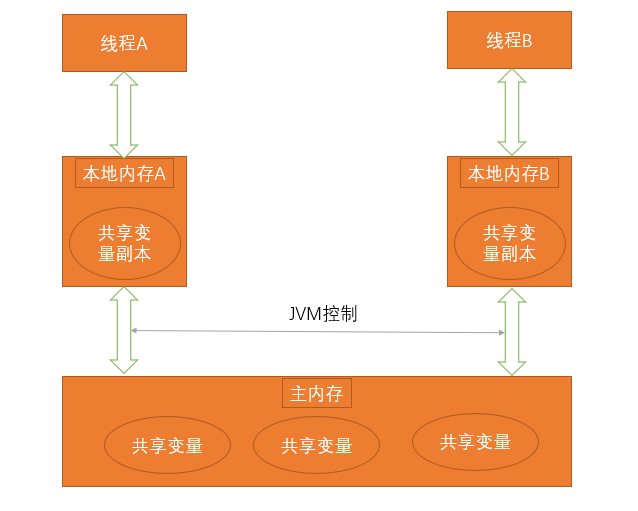 线程A
线程B
本地内存A
本地内存B
共享变
量副本
共享变
量副本
JVM控制
主内存
共享变量
共享变量
共享变量